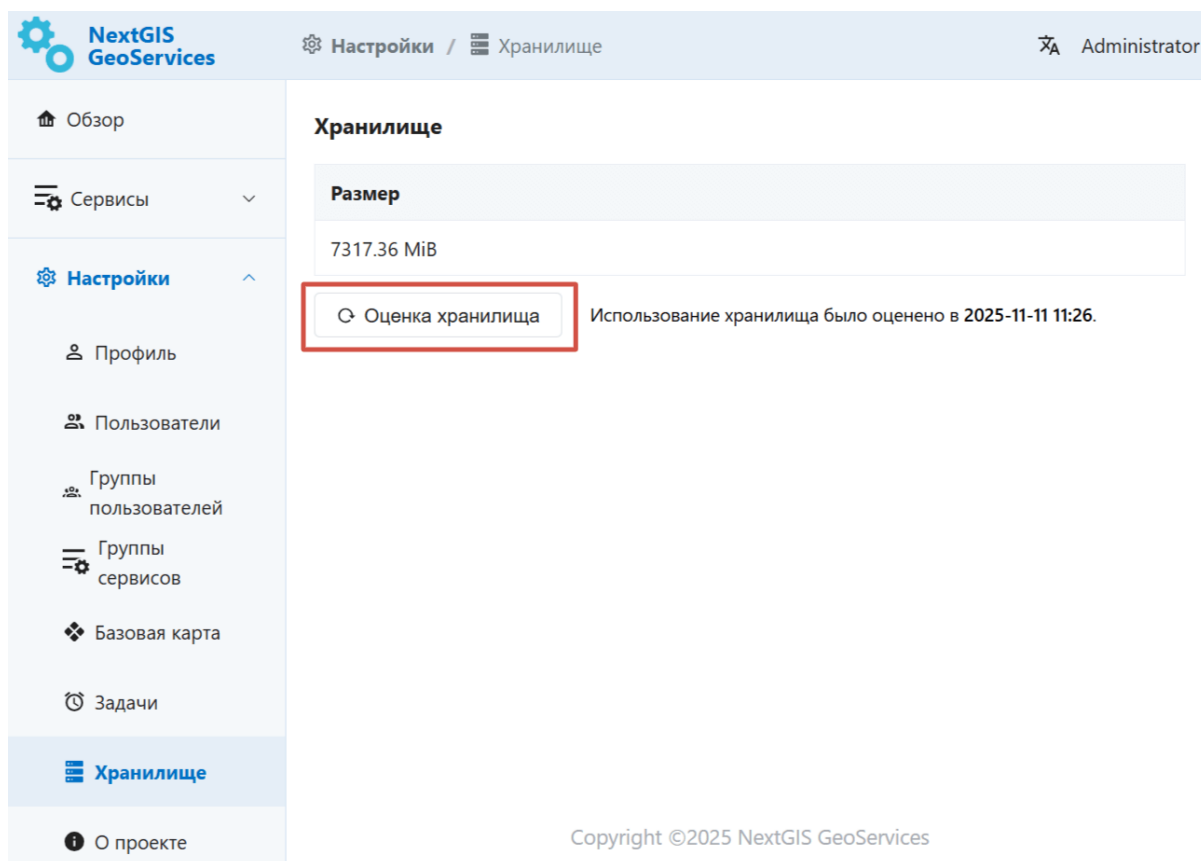 NextGIS
GeoServices
Настройки / Хранилище
Administrator
Обзор
Сервисы
Настройки
Профиль
Пользователи
Группы
пользователей
Группы
сервисов
Базовая карта
Задачи
Хранилище
О проекте
Хранилище
Размер
7317.36 MiB
Оценка хранилища
Использование хранилища было оценено в 2025-11-11 11:26.
Copyright ©2025 NextGIS GeoServices